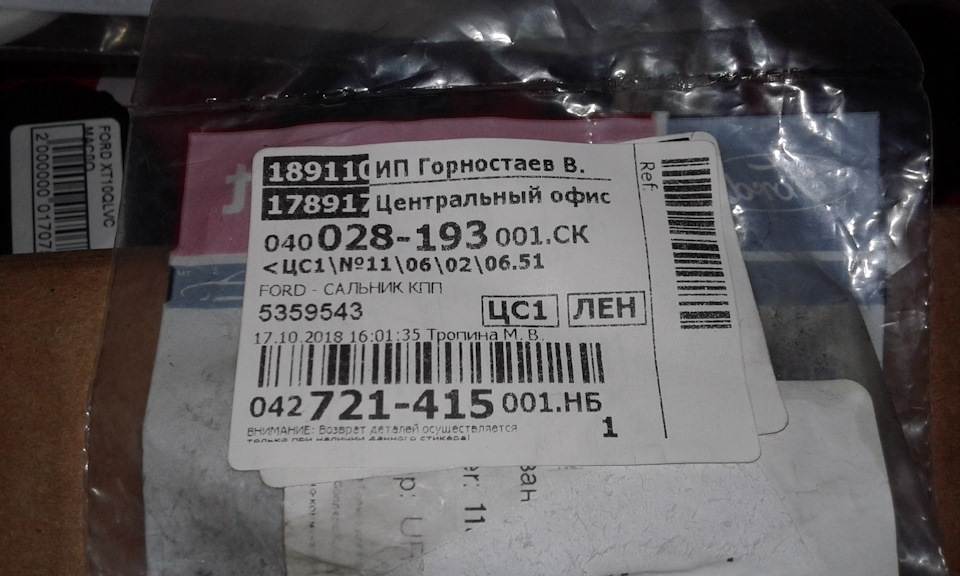 FORD XT10QLVC
МАСЛО
189110 ИП Горностаев В.
178917 Центральный офис
040 028-193 001.СК
<ЦС1\№11\06\02\06.51
FORD - САЛЬНИК КПП
5359543 ЦС1 ЛЕН
17.10.2018 16:01:35 Тропина М. В.
042 721-415 001.НБ
ВНИМАНИЕ: Возврат деталей осуществляется
только при наличии данного стикера!
1
Ref.
Ford